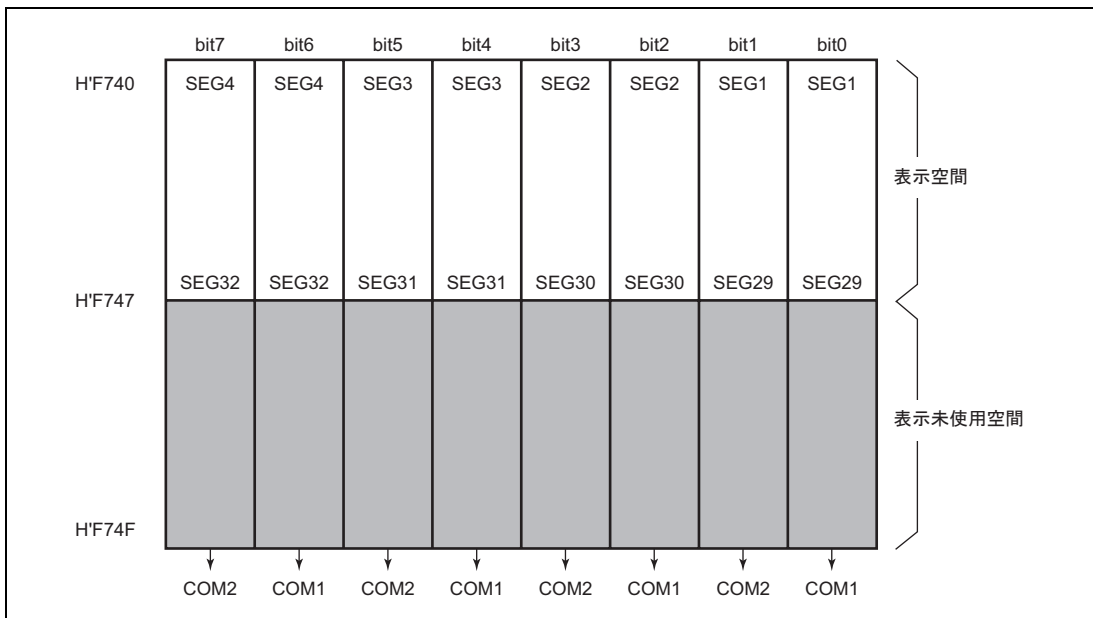 bit7 bit6 bit5 bit4 bit3 bit2 bit1 bit0
H'F740 SEG4 SEG4 SEG3 SEG3 SEG2 SEG2 SEG1 SEG1
表示空間
SEG32 SEG32 SEG31 SEG31 SEG30 SEG30 SEG29 SEG29
H'F747
表示未使用空間
H'F74F
COM2 COM1 COM2 COM1 COM2 COM1 COM2 COM1